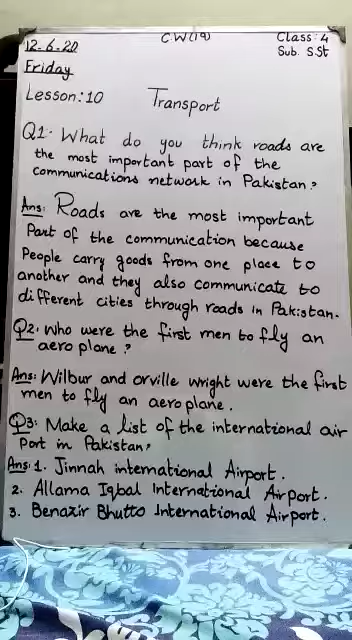 12-6-20 C.W(19) Class: 4
Friday Sub. S.St
Lesson:10 Transport
Q1. What do you think roads are
the most important part of the
communications network in Pakistan?
Ans: Roads are the most important
Part of the communication because
People carry goods from one place to
another and they also communicate to
different cities through roads in Pakistan.
Q2. Who were the first men to fly an
aero plane?
Ans: Wilbur and orville wright were the first
men to fly an aeroplane.
Q3. Make a list of the international air
Port in Pakistan?
Ans: 1. Jinnah international Airport.
2. Allama Iqbal International Airport.
3. Benazir Bhutto International Airport.